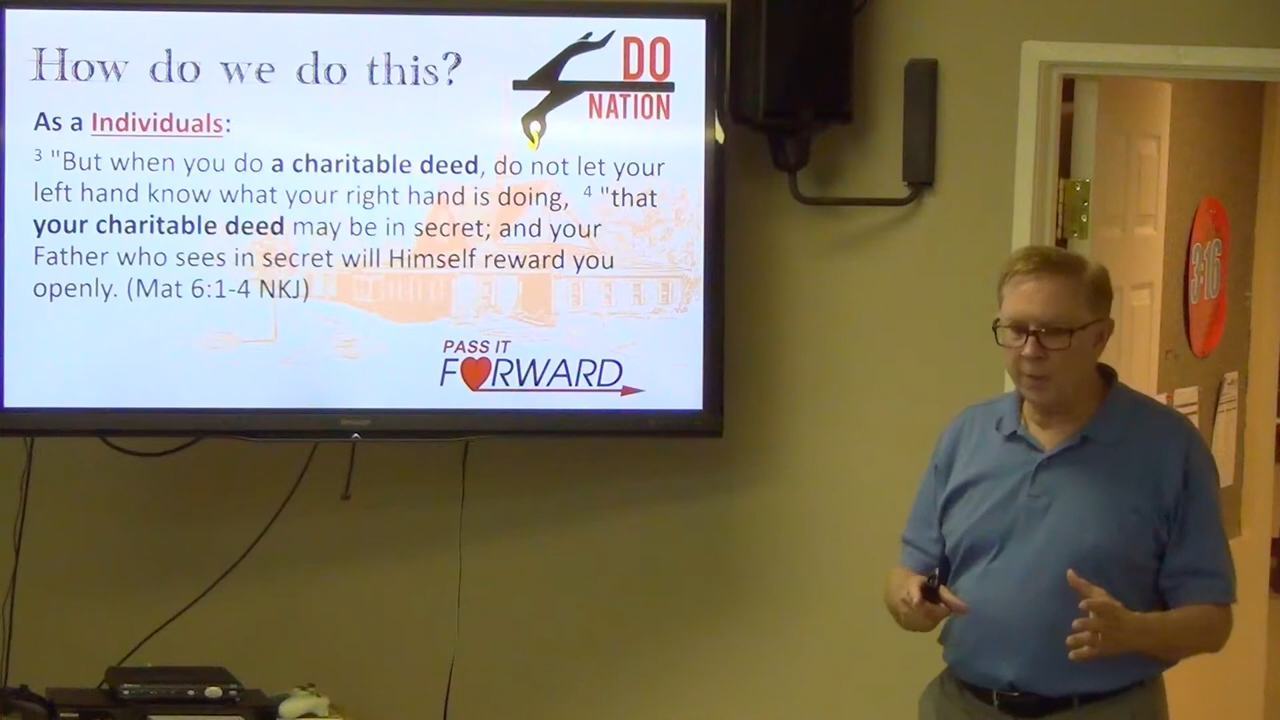 How do we do this?
DO
NATION
As a Individuals:
3 "But when you do a charitable deed, do not let your
left hand know what your right hand is doing, 4 "that
your charitable deed may be in secret; and your
Father who sees in secret will Himself reward you
openly. (Mat 6:1-4 NKJ)
PASS IT
FORWARD
3:16